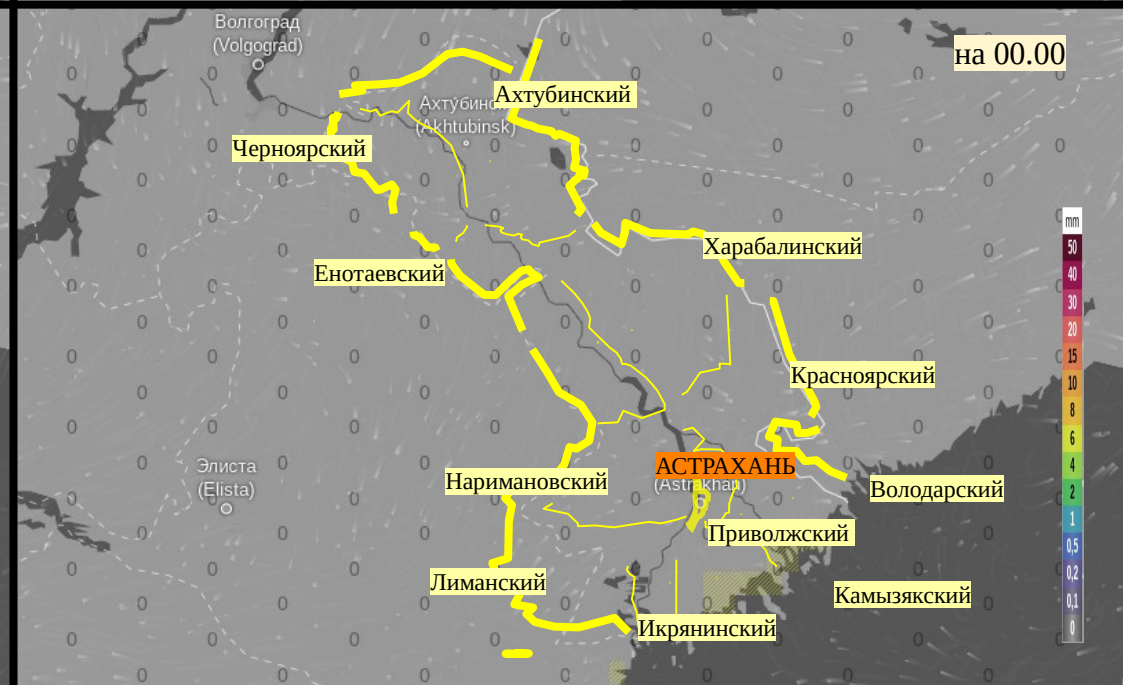 Волгоград
(Volgograd)
на 00.00
Ахтубинский
(Akhtubinsk)
Черноярский
Харабалинский
Енотаевский
Красноярский
Элиста
(Elista)
АСТРАХАНЬ
(Astrakhan)
Наримановский
Володарский
Приволжский
Лиманский
Камызякский
Икрянинский
mm
50
40
30
20
15
10
8
6
4
2
1
0,5
0,2
0,1
0